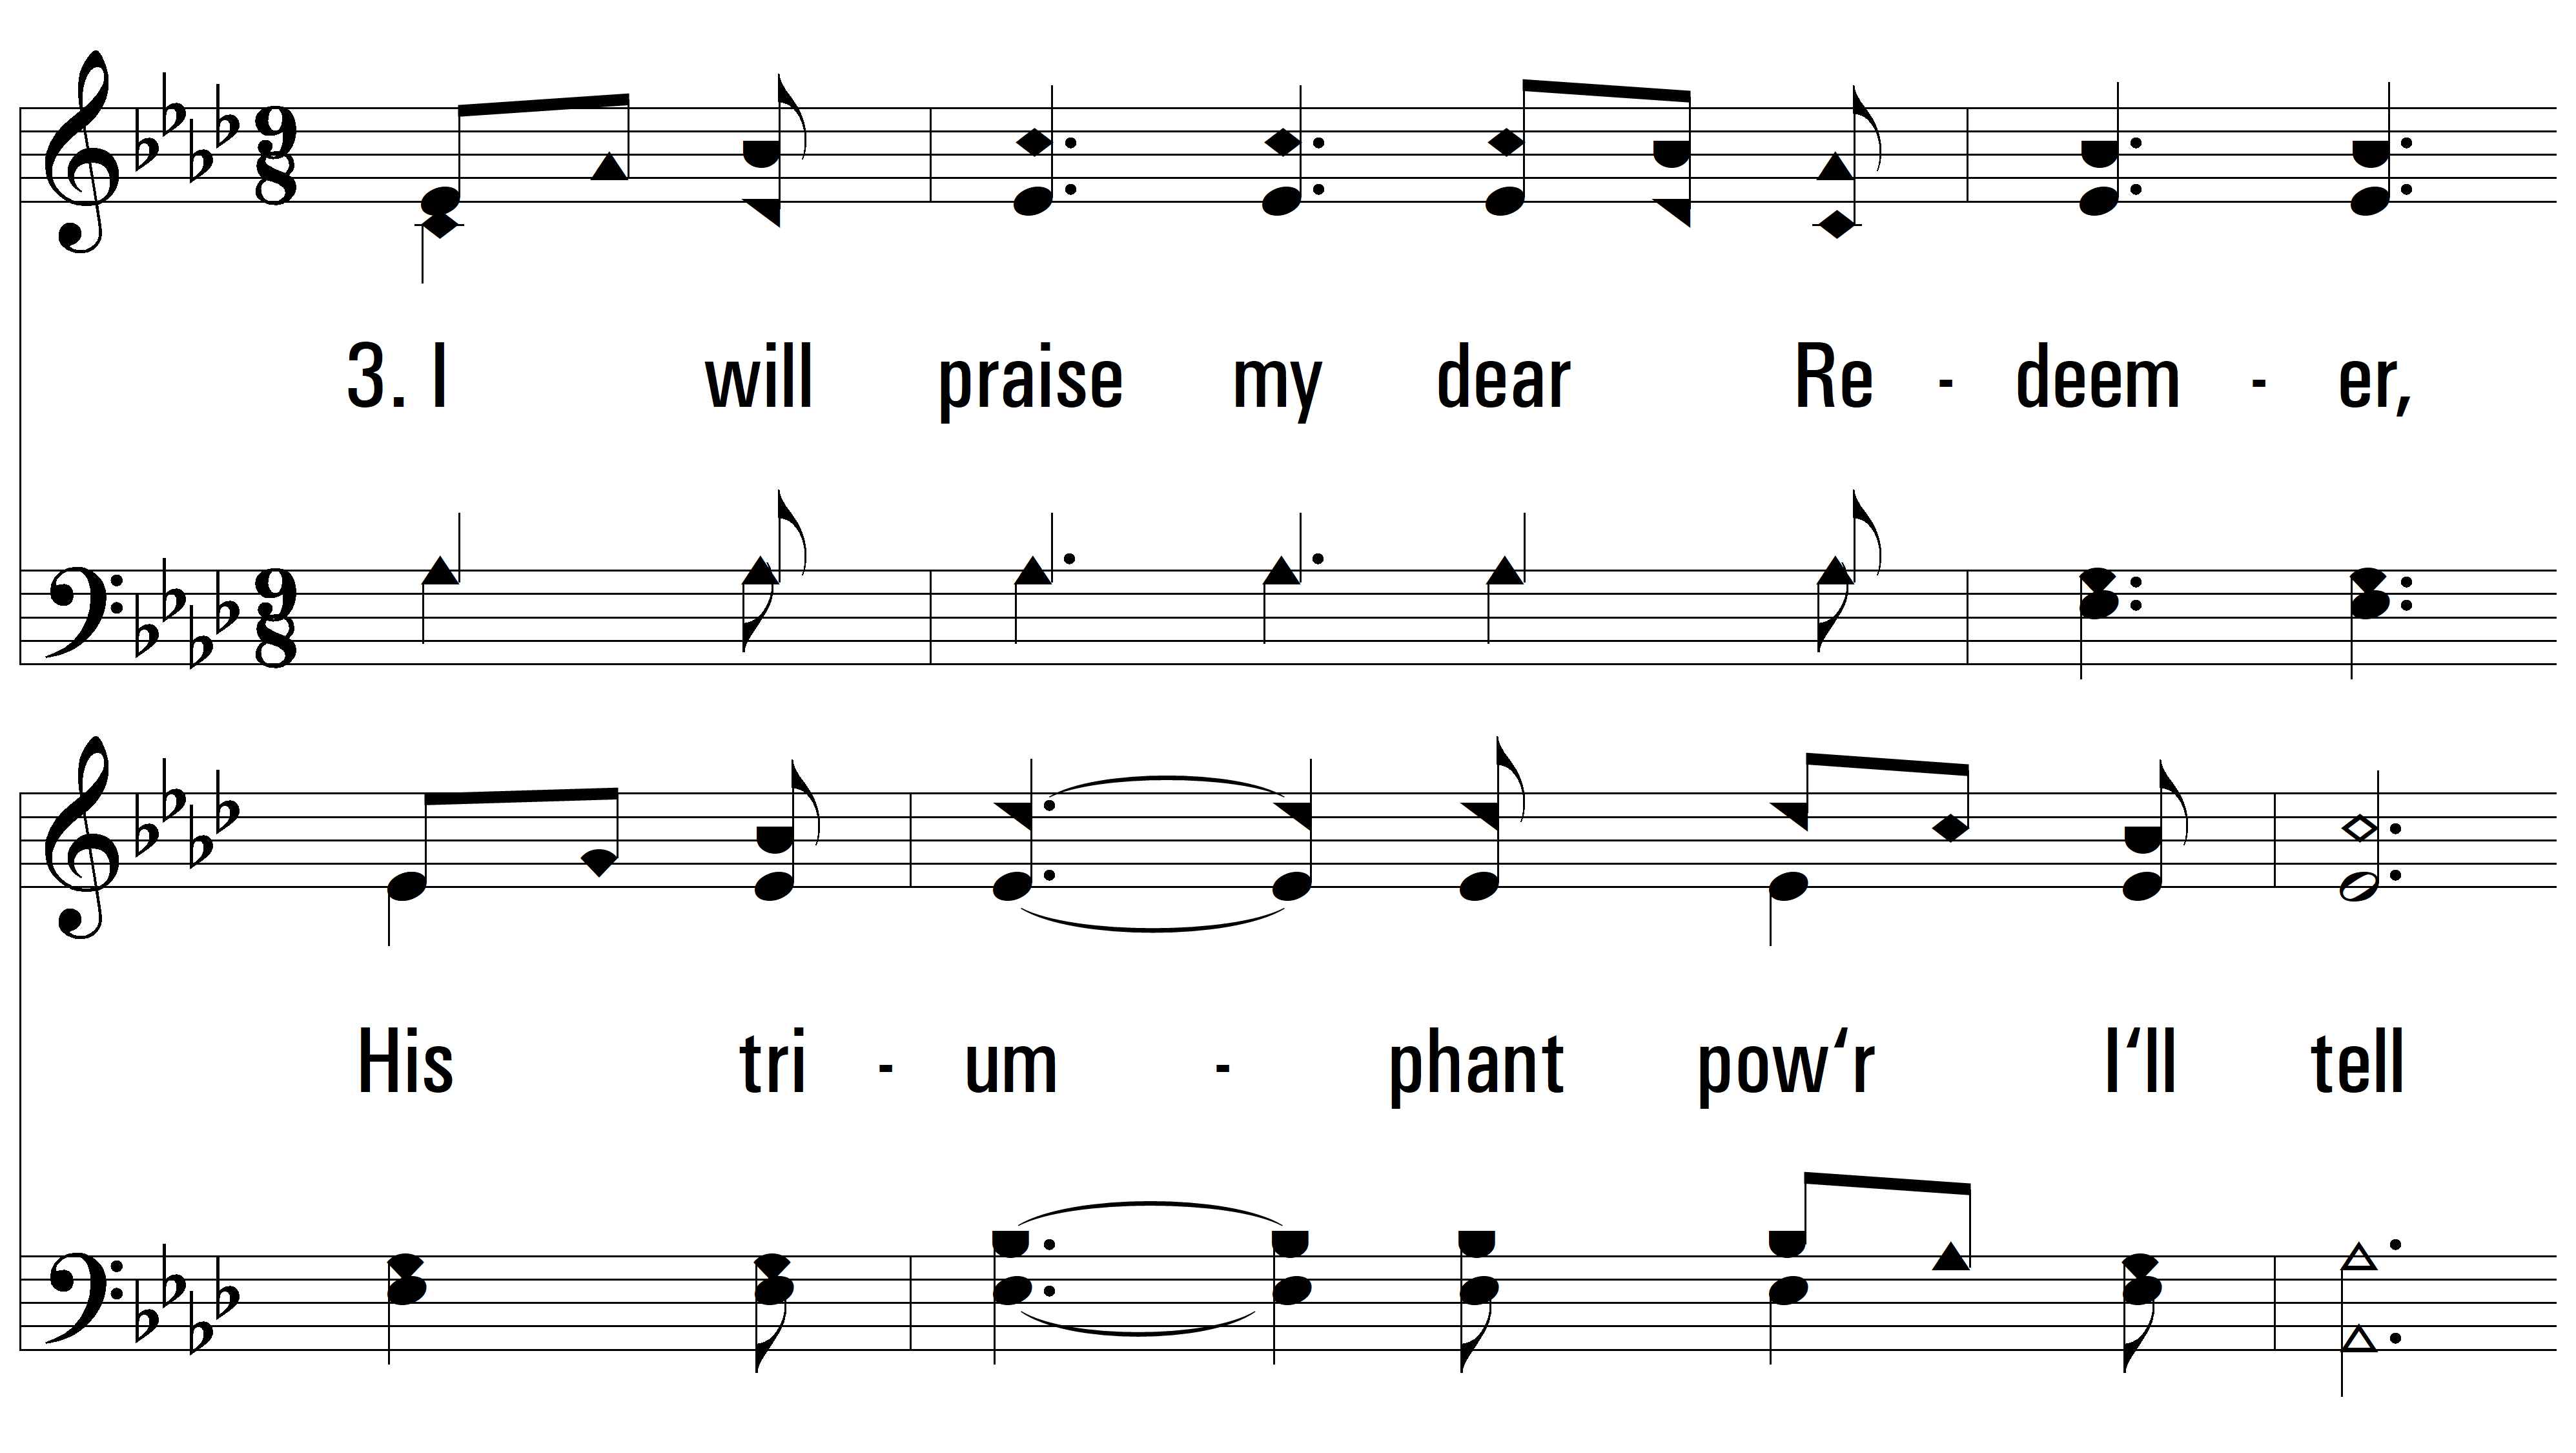 3. I will praise my dear Re - deem - er,
His tri - um - phant pow‘r I‘ll tell